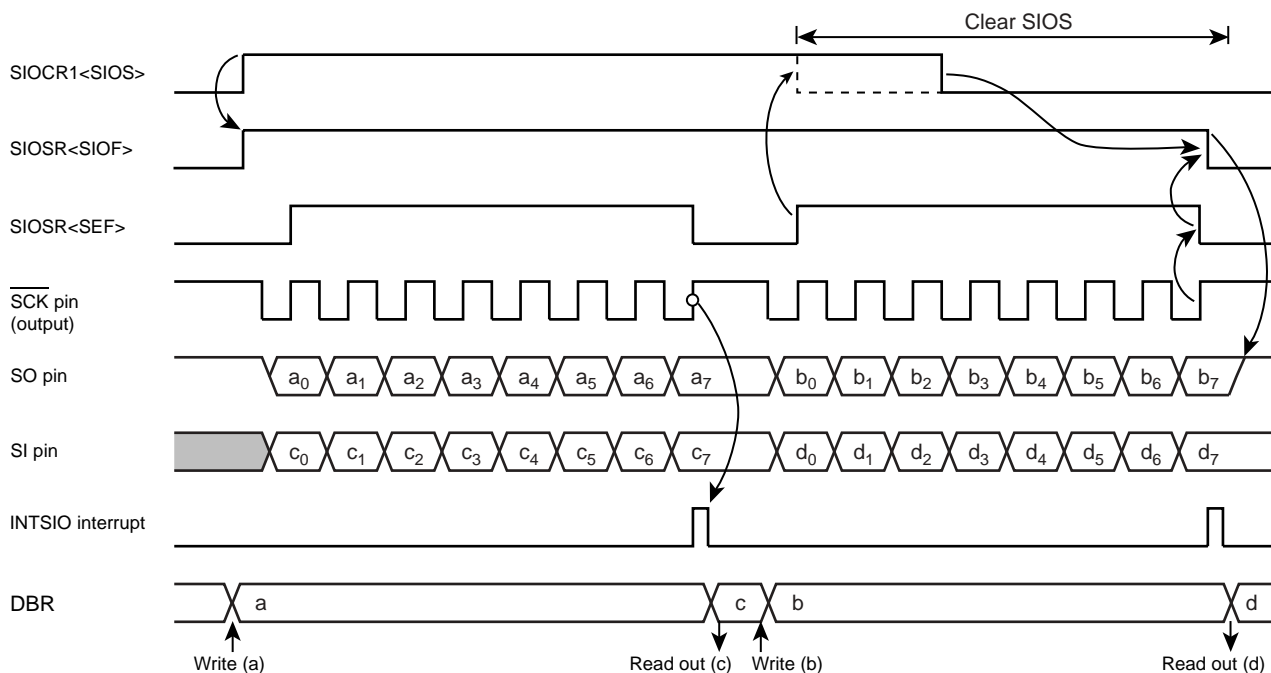 Clear SIOS
SIOCR1<SIOS>
SIOSR<SIOF>
SIOSR<SEF>
SCK pin
(output)
SO pin a0 a1 a2 a3 a4 a5 a6 a7 b0 b1 b2 b3 b4 b5 b6 b7
SI pin c0 c1 c2 c3 c4 c5 c6 c7 d0 d1 d2 d3 d4 d5 d6 d7
INTSIO interrupt
DBR a c b d
Write (a) Read out (c) Write (b) Read out (d)